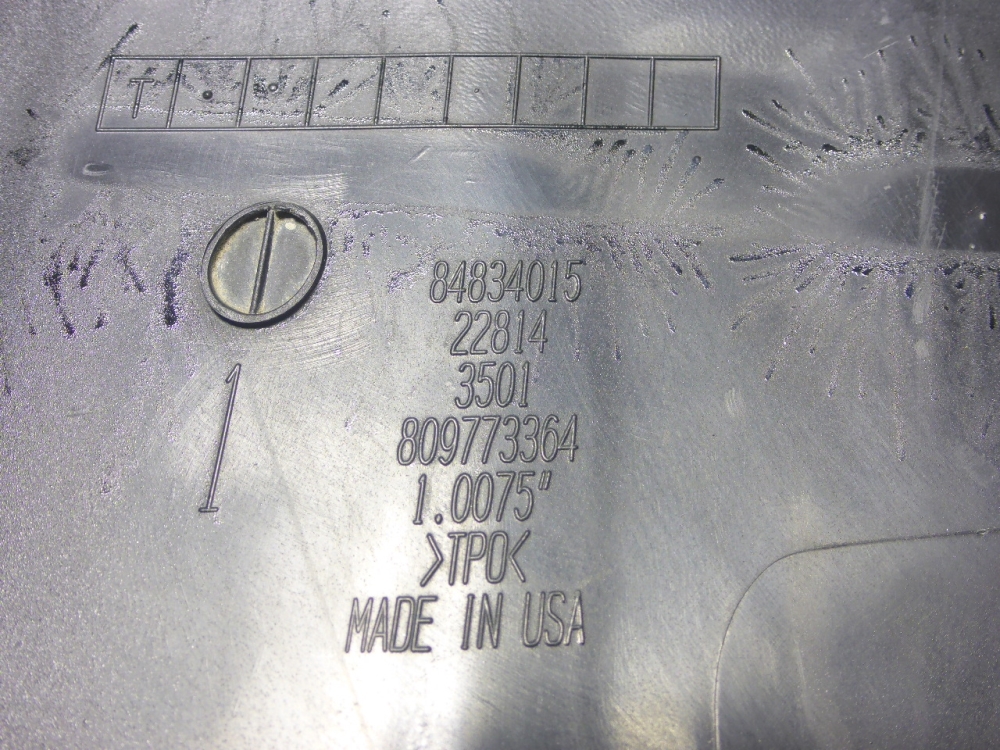 T
84834015
22814
3501
809773364
1
1.0075"
>TPO<
MADE IN USA